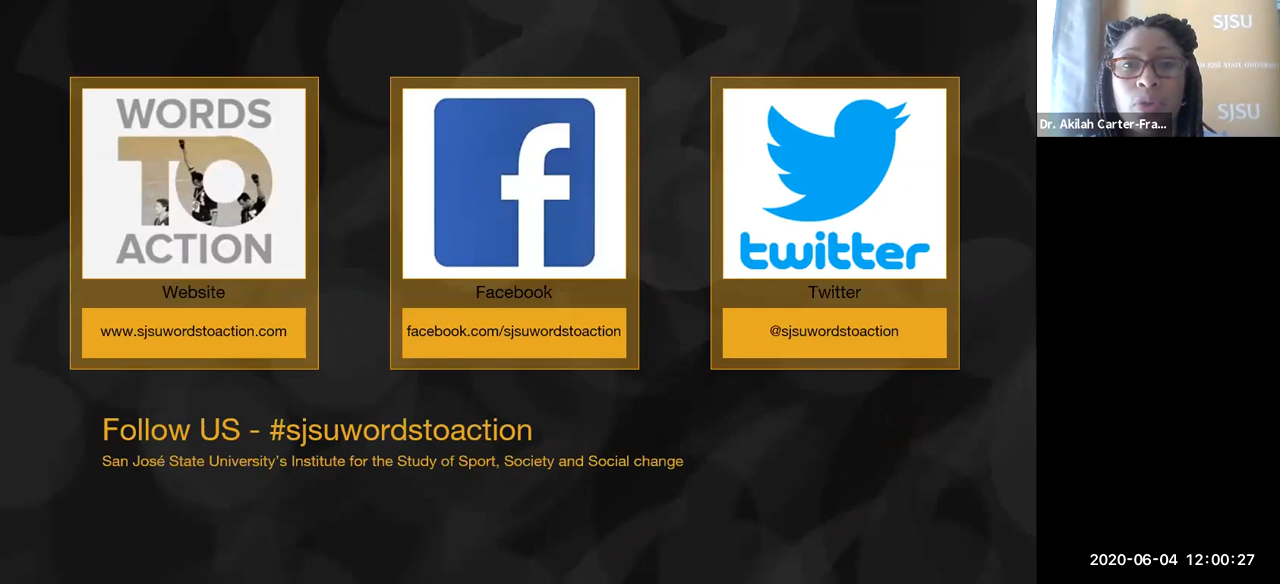 WORDS
TO
ACTION
Website
www.sjsuwordstoaction.com
Facebook
facebook.com/sjsuwordstoaction
twitter
Twitter
@sjsuwordstoaction
Follow US - #sjsuwordstoaction
San José State University's Institute for the Study of Sport, Society and Social change
SJSU
SJSU
Dr. Akilah Carter-Fra...
2020-06-04 12:00:27